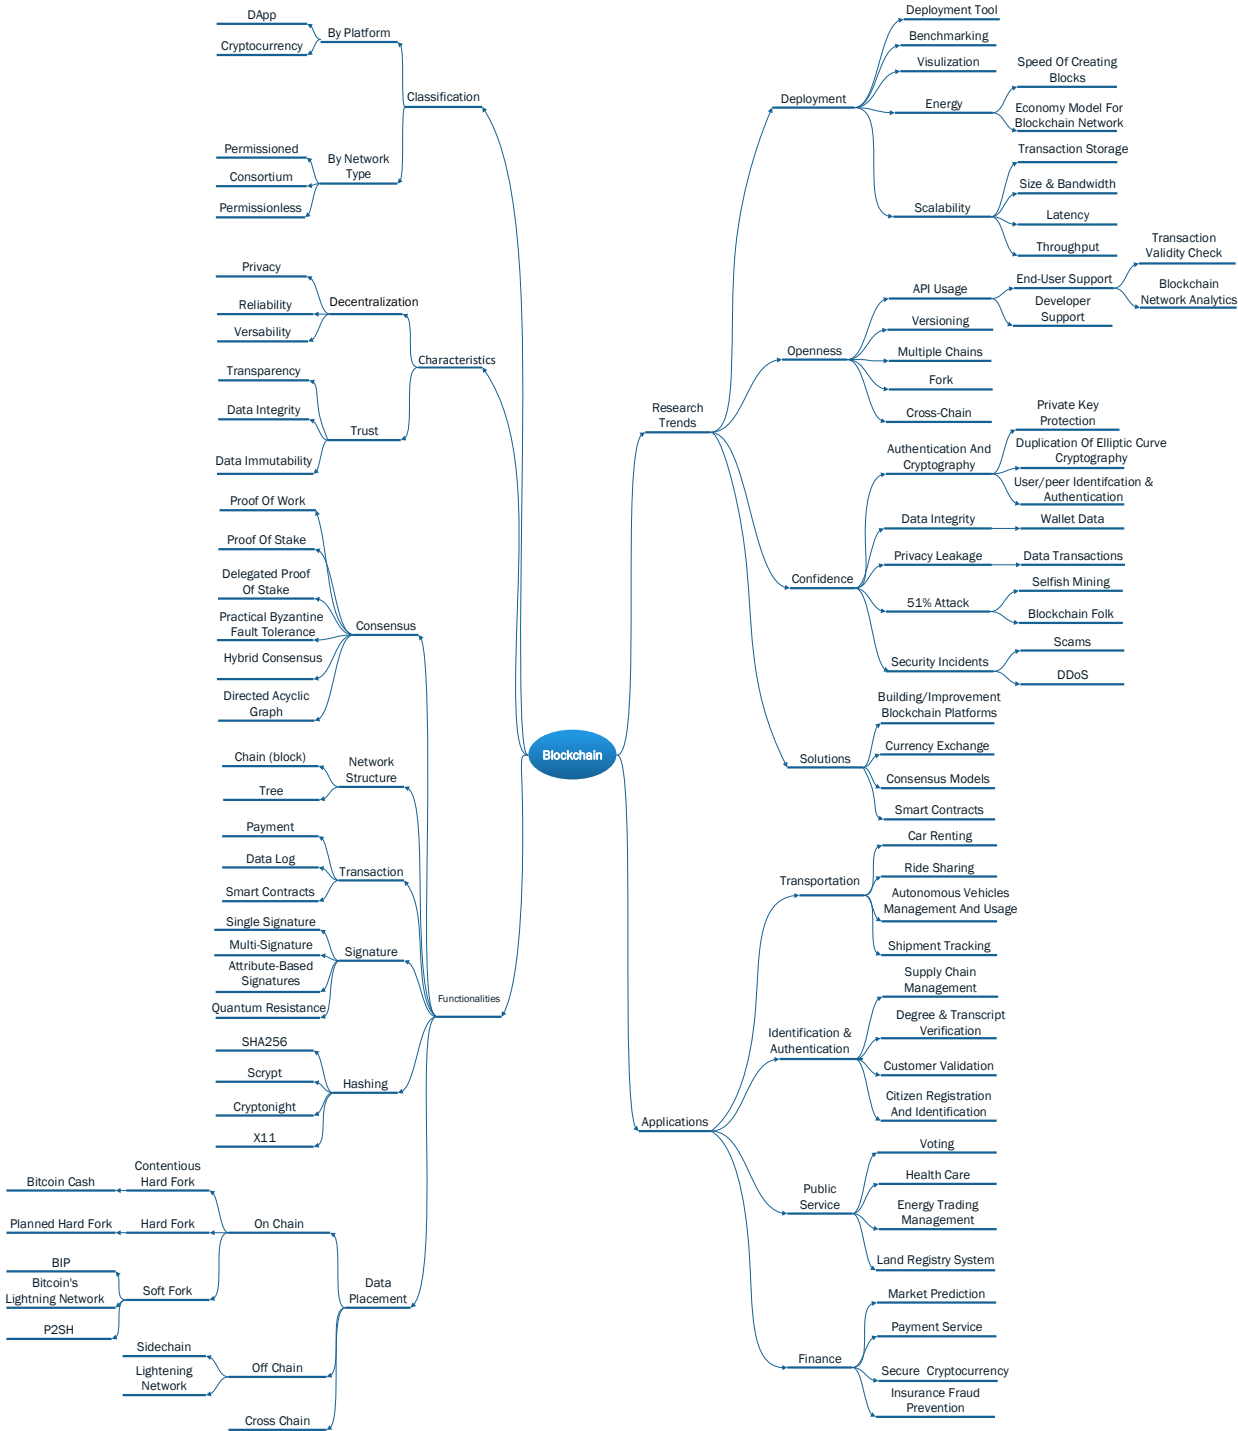 Blockchain
Classification
By Platform
DApp
Cryptocurrency
By Network
Type
Permissioned
Consortium
Permissionless
Characteristics
Decentralization
Privacy
Reliability
Versability
Trust
Transparency
Data Integrity
Data Immutability
Functionalities
Consensus
Proof Of Work
Proof Of Stake
Delegated Proof
Of Stake
Practical Byzantine
Fault Tolerance
Hybrid Consensus
Directed Acyclic
Graph
Network
Structure
Chain (block)
Tree
Transaction
Payment
Data Log
Smart Contracts
Signature
Single Signature
Multi-Signature
Attribute-Based
Signatures
Quantum Resistance
Hashing
SHA256
Scrypt
Cryptonight
X11
Data
Placement
On Chain
Contentious
Hard Fork
Bitcoin Cash
Hard Fork
Planned Hard Fork
Soft Fork
BIP
Bitcoin's
Lightning Network
P2SH
Off Chain
Sidechain
Lightening
Network
Cross Chain
Research
Trends
Deployment
Deployment Tool
Benchmarking
Visulization
Energy
Speed Of Creating
Blocks
Economy Model For
Blockchain Network
Scalability
Transaction Storage
Size & Bandwidth
Latency
Throughput
Openness
API Usage
End-User Support
Transaction
Validity Check
Blockchain
Network Analytics
Developer
Support
Versioning
Multiple Chains
Fork
Cross-Chain
Confidence
Authentication And
Cryptography
Private Key
Protection
Duplication Of Elliptic Curve
Cryptography
User/peer Identifcation &
Authentication
Data Integrity
Wallet Data
Privacy Leakage
Data Transactions
51% Attack
Selfish Mining
Blockchain Folk
Security Incidents
Scams
DDoS
Solutions
Building/Improvement
Blockchain Platforms
Currency Exchange
Consensus Models
Smart Contracts
Applications
Transportation
Car Renting
Ride Sharing
Autonomous Vehicles
Management And Usage
Shipment Tracking
Identification &
Authentication
Supply Chain
Management
Degree & Transcript
Verification
Customer Validation
Citizen Registration
And Identification
Public
Service
Voting
Health Care
Energy Trading
Management
Land Registry System
Finance
Market Prediction
Payment Service
Secure Cryptocurrency
Insurance Fraud
Prevention